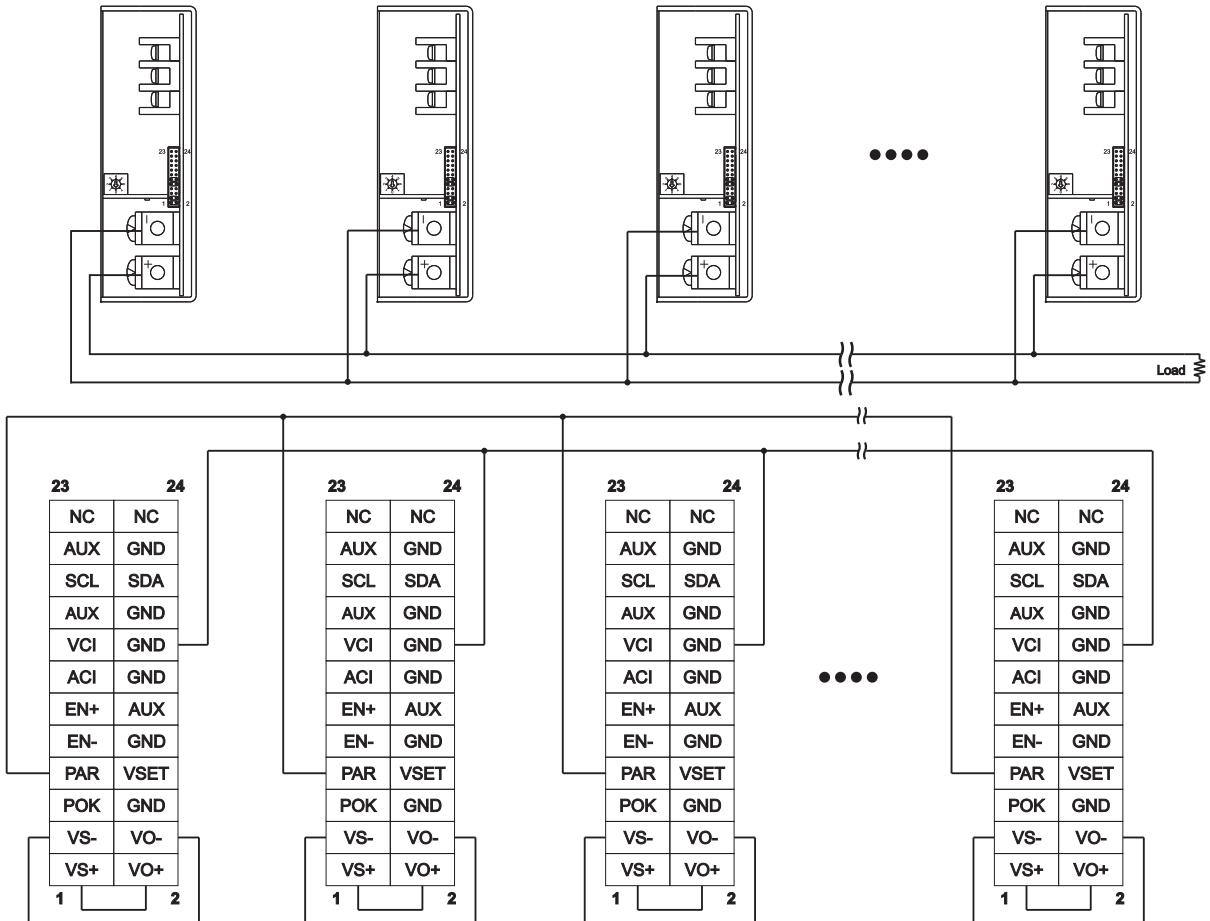 23 24 23 24 23 24 23 24
1 2 1 2 1 2 1 2
− − − −
+ + + +
Load
23 24 23 24 23 24 23 24
NC NC NC NC NC NC NC NC
AUX GND AUX GND AUX GND AUX GND
SCL SDA SCL SDA SCL SDA SCL SDA
AUX GND AUX GND AUX GND AUX GND
VCI GND VCI GND VCI GND VCI GND
ACI GND ACI GND ACI GND ACI GND
EN+ AUX EN+ AUX EN+ AUX EN+ AUX
EN- GND EN- GND EN- GND EN- GND
PAR VSET PAR VSET PAR VSET PAR VSET
POK GND POK GND POK GND POK GND
VS- VO- VS- VO- VS- VO- VS- VO-
VS+ VO+ VS+ VO+ VS+ VO+ VS+ VO+
1 2 1 2 1 2 1 2